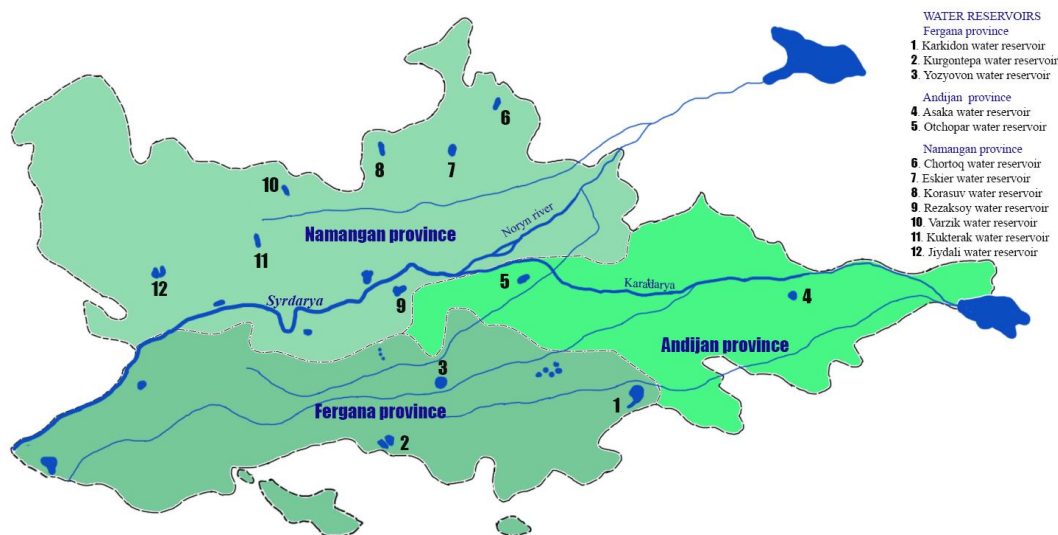 WATER RESERVOIRS
Fergana province
1. Karkidon water reservoir
2. Kurgontepa water reservoir
3. Yozyovon water reservoir
Andijan province
4. Asaka water reservoir
5. Otchopar water reservoir
Namangan province
6. Chortoq water reservoir
7. Eskier water reservoir
8. Korasuv water reservoir
9. Rezaksoy water reservoir
10. Varzik water reservoir
11. Kukterak water reservoir
12. Jiydali water reservoir
6
8
7
10
Noryn river
Namangan province
11
12
5
Karadarya
9
4
Syrdarya
Andijan province
3
1
Fergana province
2